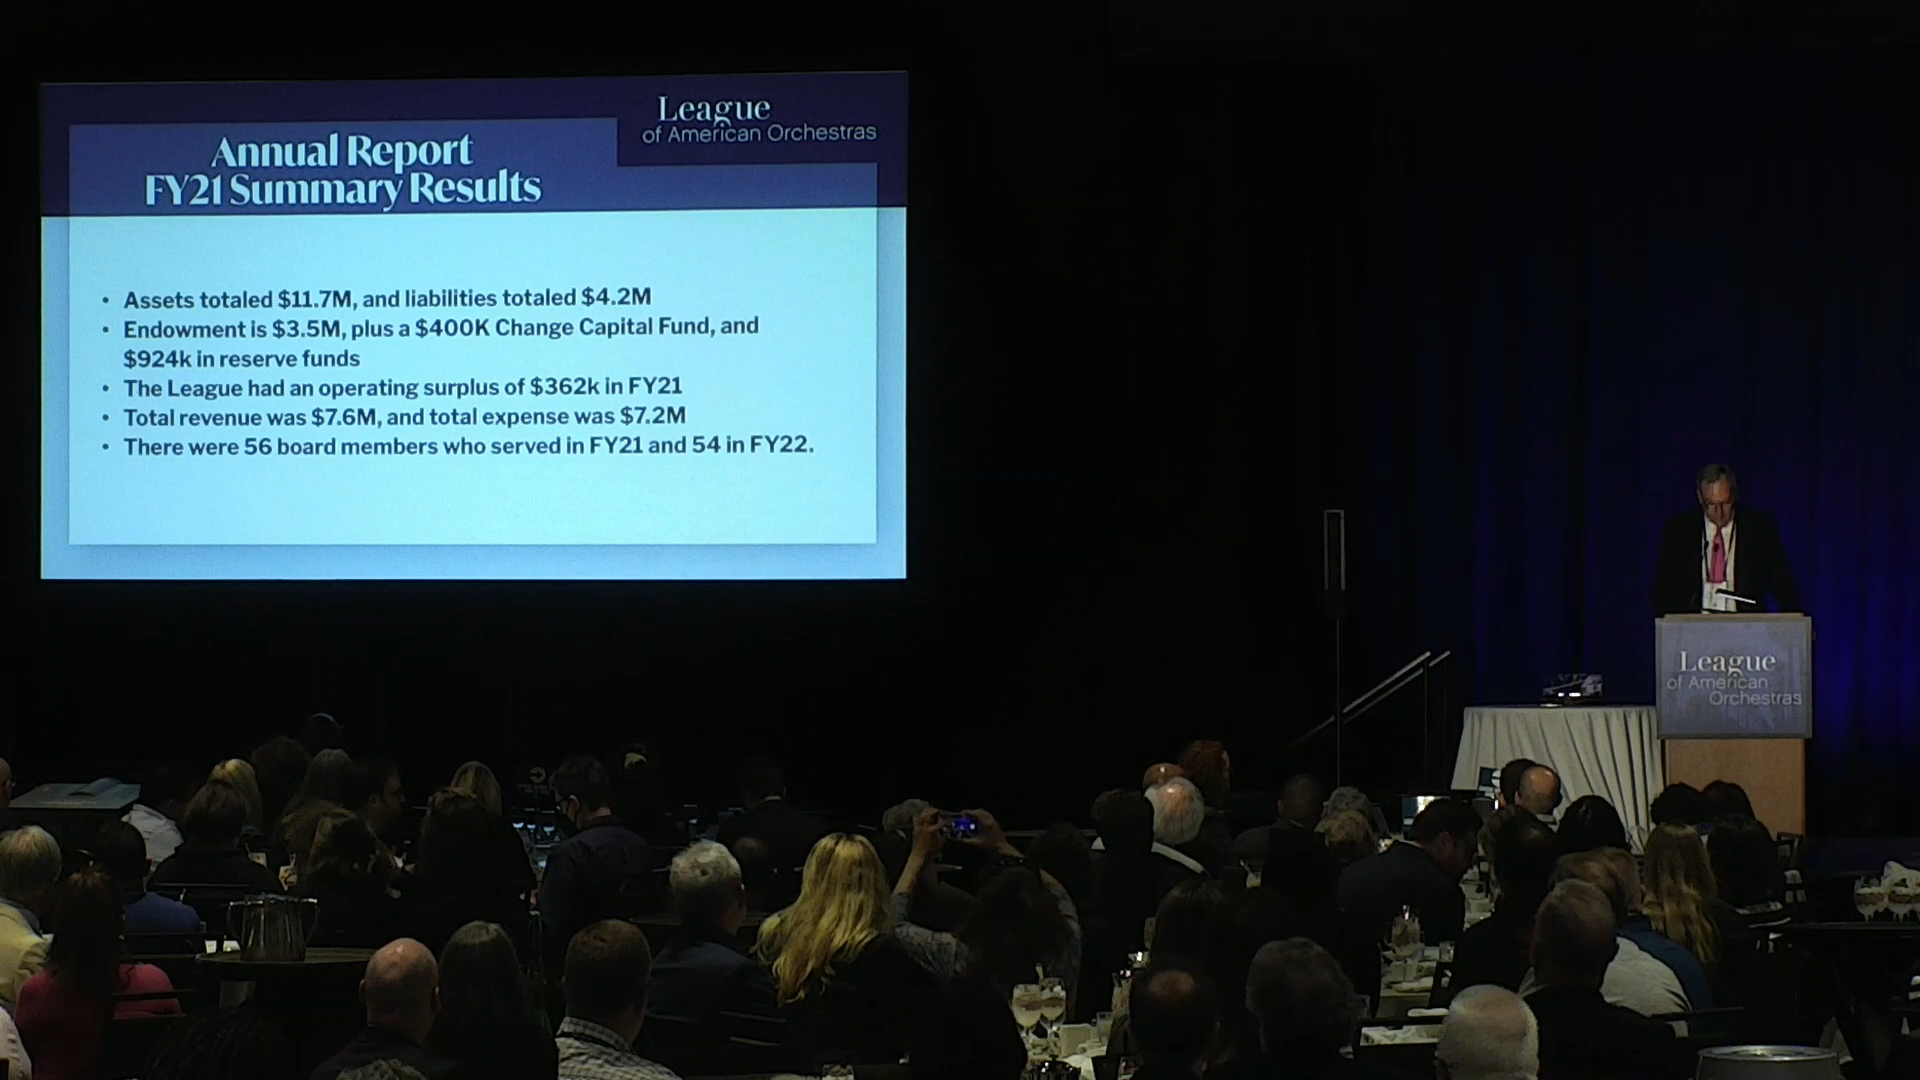 League
of American Orchestras
Annual Report
FY21 Summary Results
• Assets totaled $11.7M, and liabilities totaled $4.2M
• Endowment is $3.5M, plus a $400K Change Capital Fund, and
$924k in reserve funds
• The League had an operating surplus of $362k in FY21
• Total revenue was $7.6M, and total expense was $7.2M
• There were 56 board members who served in FY21 and 54 in FY22.
League
of American
Orchestras